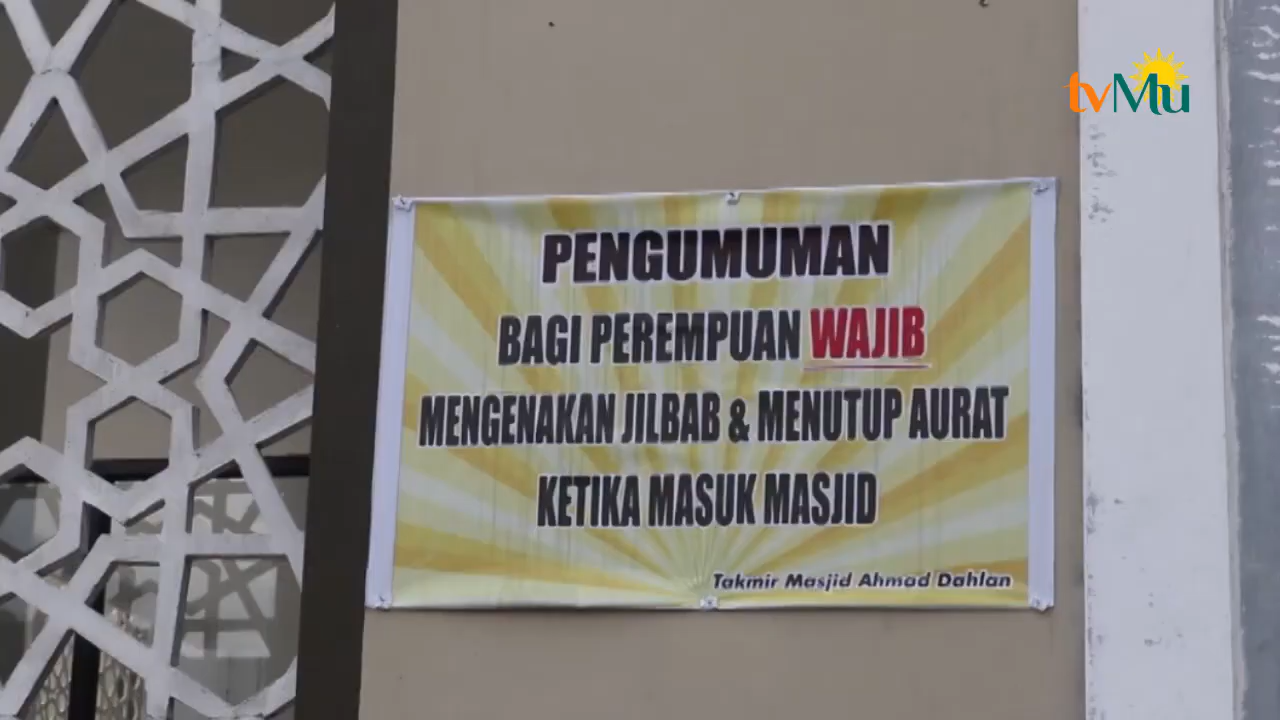 tvMu
PENGUMUMAN
BAGI PEREMPUAN WAJIB
MENGENAKAN JILBAB & MENUTUP AURAT
KETIKA MASUK MASJID
Takmir Masjid Ahmad Dahlan